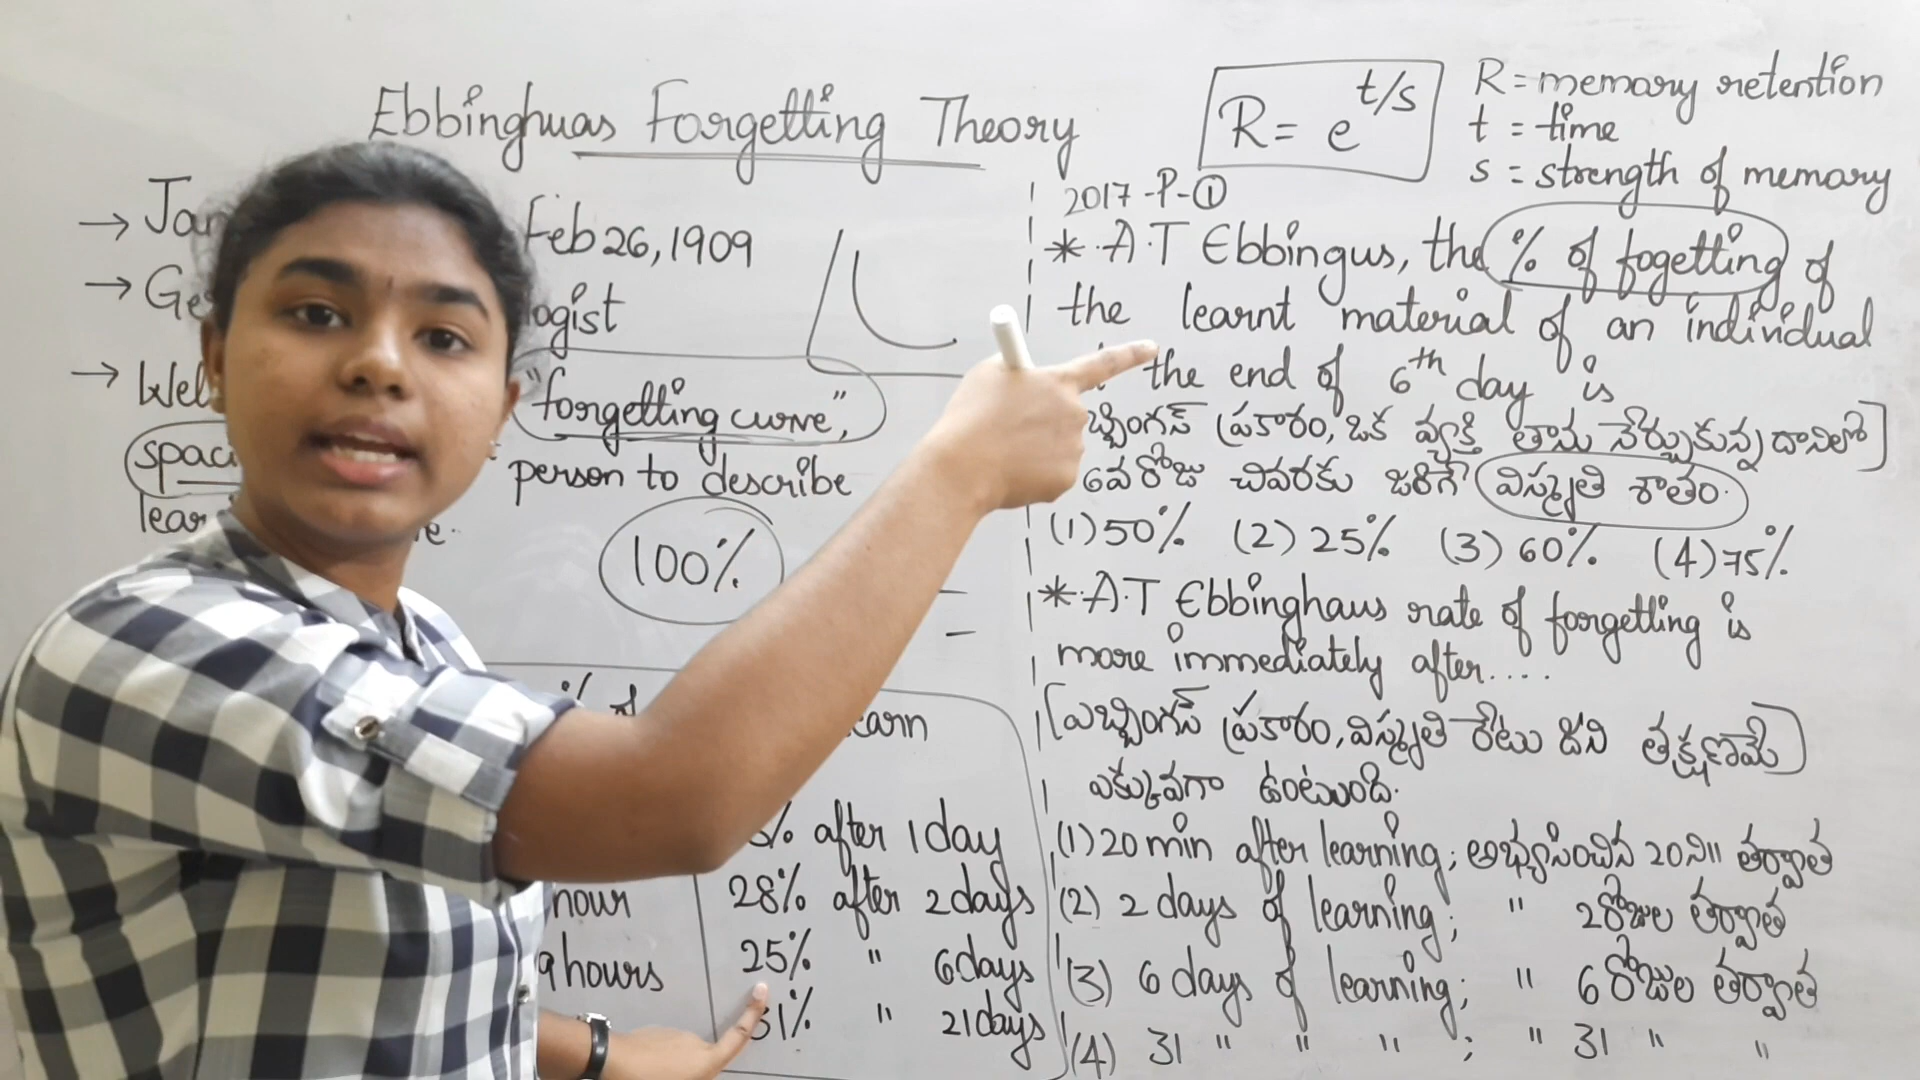 Ebbinghuas Forgetting Theory
→ Jan Feb 26, 1909
→ Ge ogist
→ Wel "forgetting curve",
spac person to describe
lear e.
100%
% of earn
% after 1 day
hour 28% after 2 days
9 hours 25% " 6 days
31% " 21 days
R = e^t/s
R = memory retention
t = time
s = strength of memory
2017 -P-①
* A.T Ebbingus, the % of fogetting of
the learnt material of an individual
the end of 6th day is
బ్బింగస్ ప్రకారం, ఒక వ్యక్తి తాను నేర్చుకున్న దానిలో]
6వ రోజు చివరకు జరిగే విస్మృతి శాతం.
(1) 50% (2) 25% (3) 60% (4) 75%
* A.T Ebbinghaus rate of forgetting is
more immediately after....
[ఎబ్బింగస్ ప్రకారం, విస్మృతి రేటు దీని తక్షణమే]
ఎక్కువగా ఉంటుంది.
(1) 20 min after learning; అభ్యసించిన 20ని॥ తర్వాత
(2) 2 days of learning; " 2రోజుల తర్వాత
(3) 6 days of learning; " 6 రోజుల తర్వాత
(4) 31 " " " ; " 31 " "